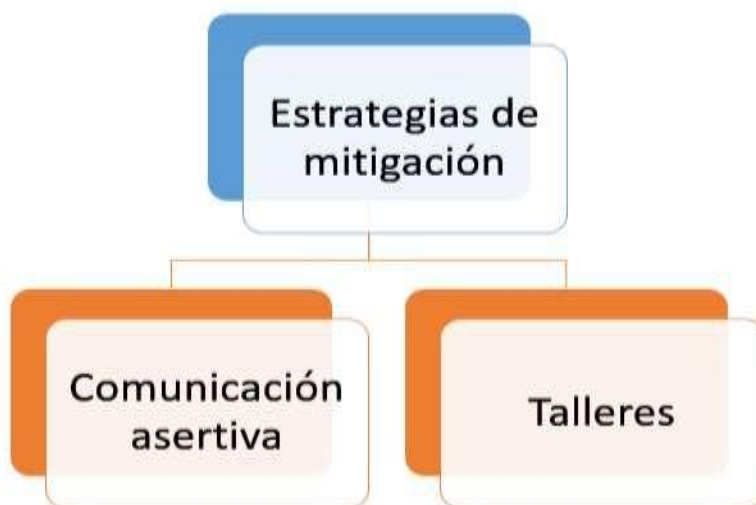 Estrategias de
mitigación
Comunicación
asertiva
Talleres